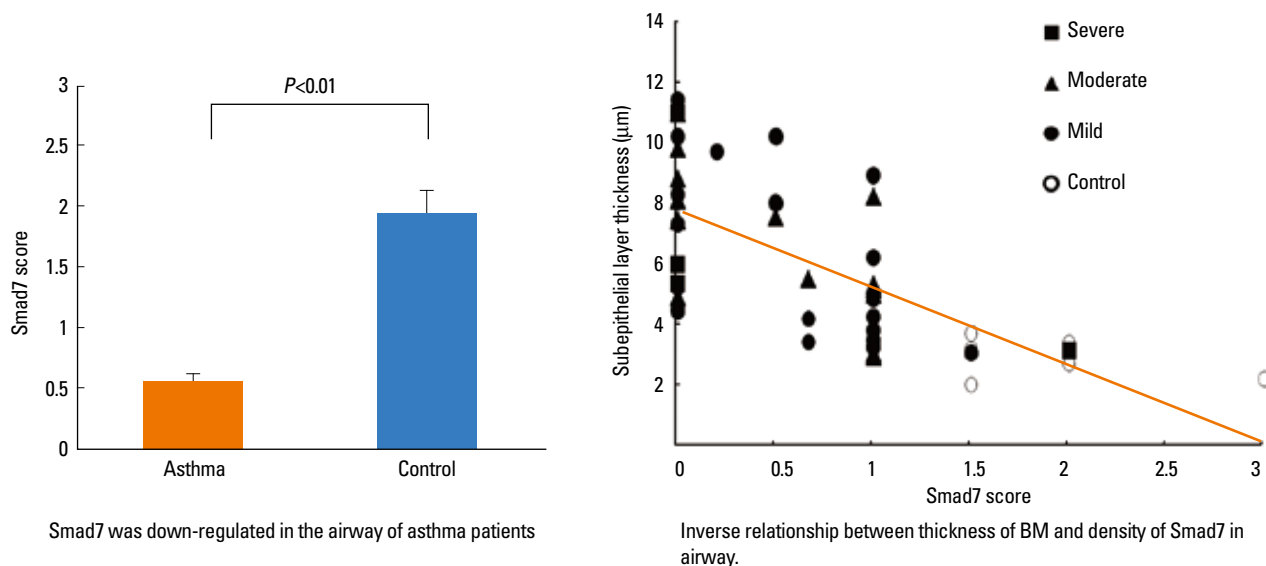 3
2.5
2
1.5
1
0.5
0
Smad7 score
P<0.01
Asthma
Control
Smad7 was down-regulated in the airway of asthma patients
14
12
10
8
6
4
2
Subepithelial layer thickness (μm)
Severe
Moderate
Mild
Control
0 0.5 1 1.5 2 2.5 3
Smad7 score
Inverse relationship between thickness of BM and density of Smad7 in
airway.